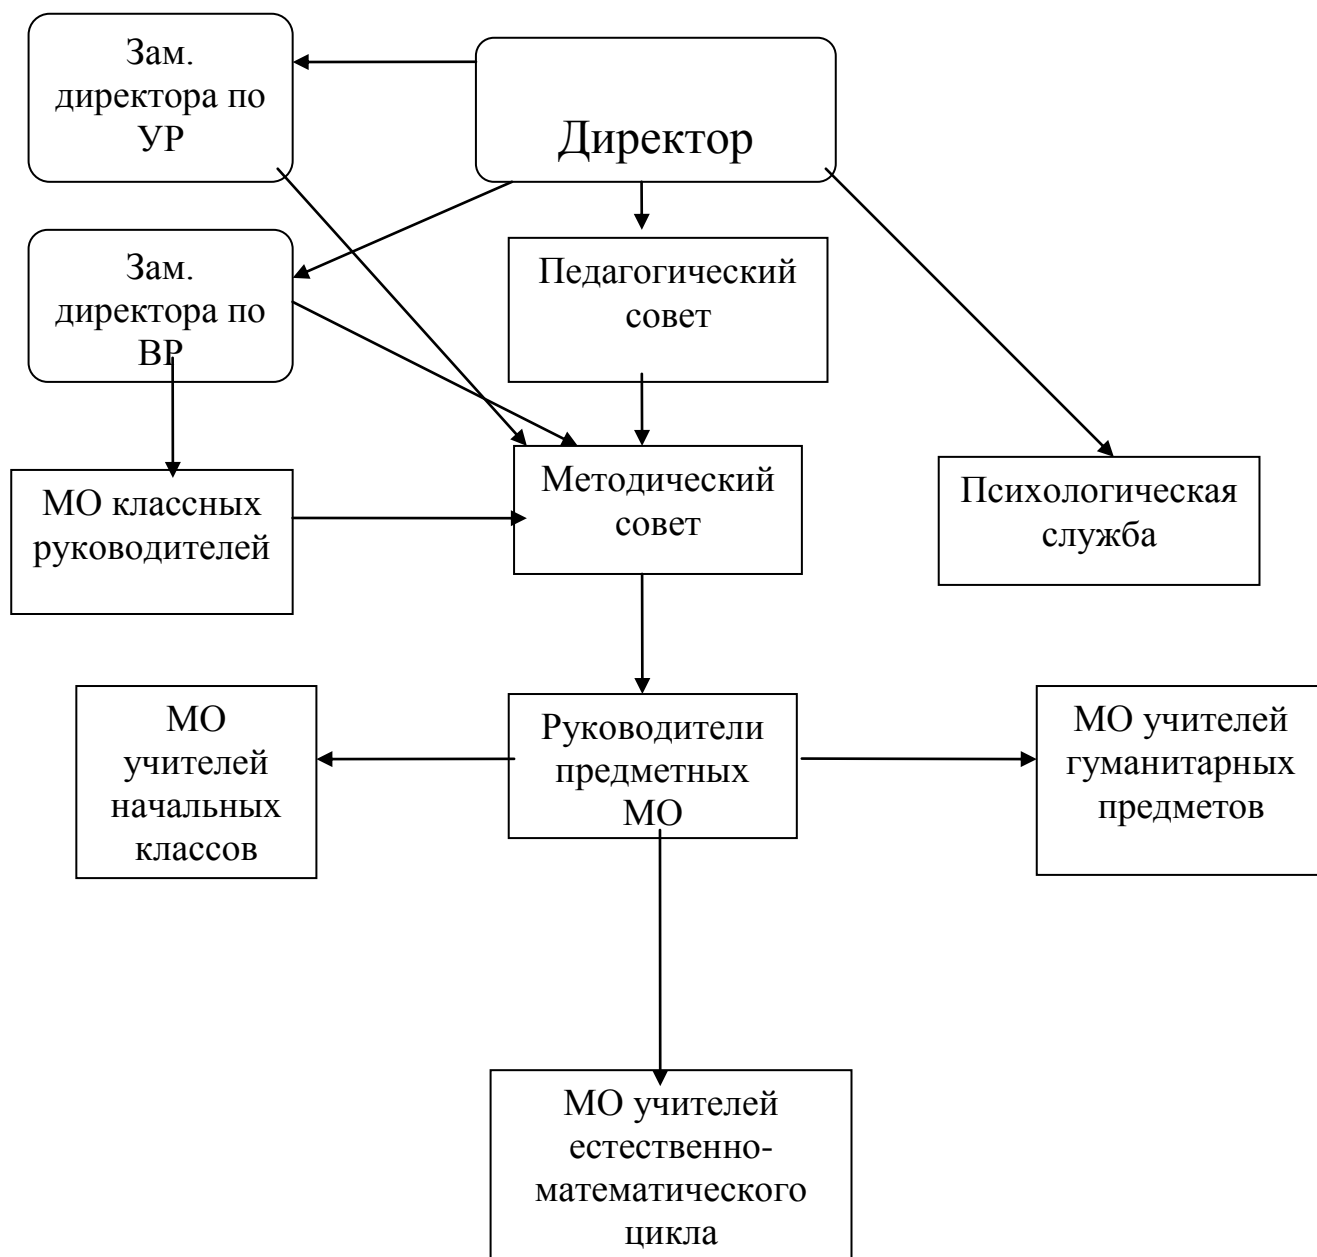 Зам.
директора по
УР
Директор
Зам.
директора по
ВР
Педагогический
совет
МО классных
руководителей
Методический
совет
Психологическая
служба
МО
учителей
начальных
классов
Руководители
предметных
МО
МО учителей
гуманитарных
предметов
МО учителей
естественно-
математического
цикла